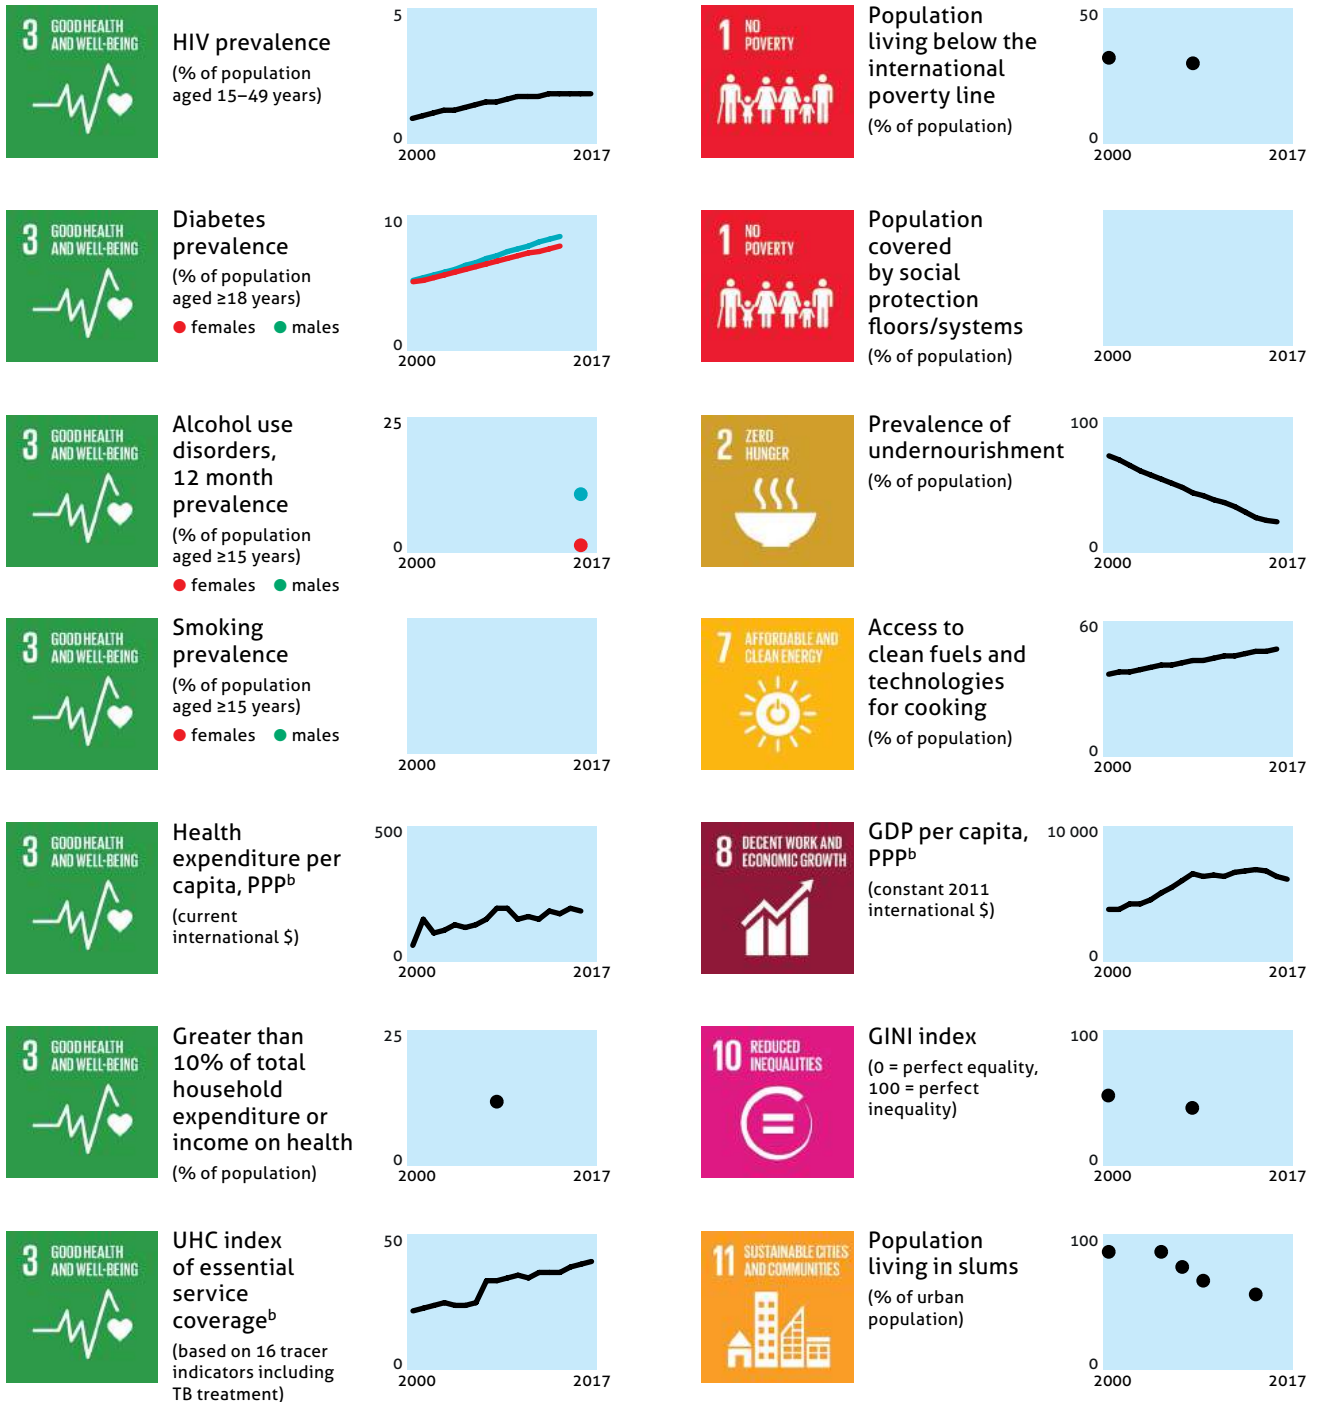 3 GOOD HEALTH
AND WELL-BEING
HIV prevalence
(% of population
aged 15–49 years)
5
0
2000 2017
3 GOOD HEALTH
AND WELL-BEING
Diabetes
prevalence
(% of population
aged ≥18 years)
● females ● males
10
0
2000 2017
3 GOOD HEALTH
AND WELL-BEING
Alcohol use
disorders,
12 month
prevalence
(% of population
aged ≥15 years)
● females ● males
25
0
2000 2017
3 GOOD HEALTH
AND WELL-BEING
Smoking
prevalence
(% of population
aged ≥15 years)
● females ● males
2000 2017
3 GOOD HEALTH
AND WELL-BEING
Health
expenditure per
capita, PPPᵇ
(current
international $)
500
0
2000 2017
3 GOOD HEALTH
AND WELL-BEING
Greater than
10% of total
household
expenditure or
income on health
(% of population)
25
0
2000 2017
3 GOOD HEALTH
AND WELL-BEING
UHC index
of essential
service
coverageᵇ
(based on 16 tracer
indicators including
TB treatment)
50
0
2000 2017
1 NO
POVERTY
Population
living below the
international
poverty line
(% of population)
50
0
2000 2017
1 NO
POVERTY
Population
covered
by social
protection
floors/systems
(% of population)
2000 2017
2 ZERO
HUNGER
Prevalence of
undernourishment
(% of population)
100
0
2000 2017
7 AFFORDABLE AND
CLEAN ENERGY
Access to
clean fuels and
technologies
for cooking
(% of population)
60
0
2000 2017
8 DECENT WORK AND
ECONOMIC GROWTH
GDP per capita,
PPPᵇ
(constant 2011
international $)
10 000
0
2000 2017
10 REDUCED
INEQUALITIES
GINI index
(0 = perfect equality,
100 = perfect
inequality)
100
0
2000 2017
11 SUSTAINABLE CITIES
AND COMMUNITIES
Population
living in slums
(% of urban
population)
100
0
2000 2017